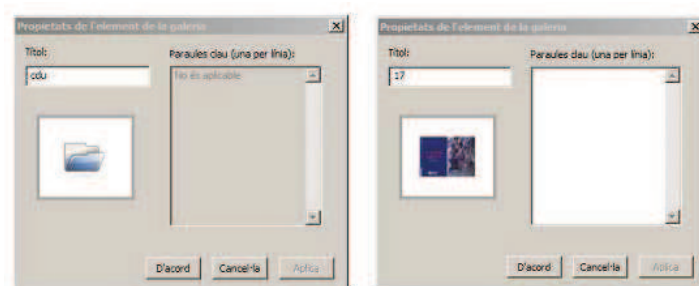 Propietats de l'element de la galeria
Títol:
Paraules clau (una per línia):
cdu
No és aplicable
D'acord
Cancel·la
Aplica
Propietats de l'element de la galeria
Títol:
Paraules clau (una per línia):
17
D'acord
Cancel·la
Aplica